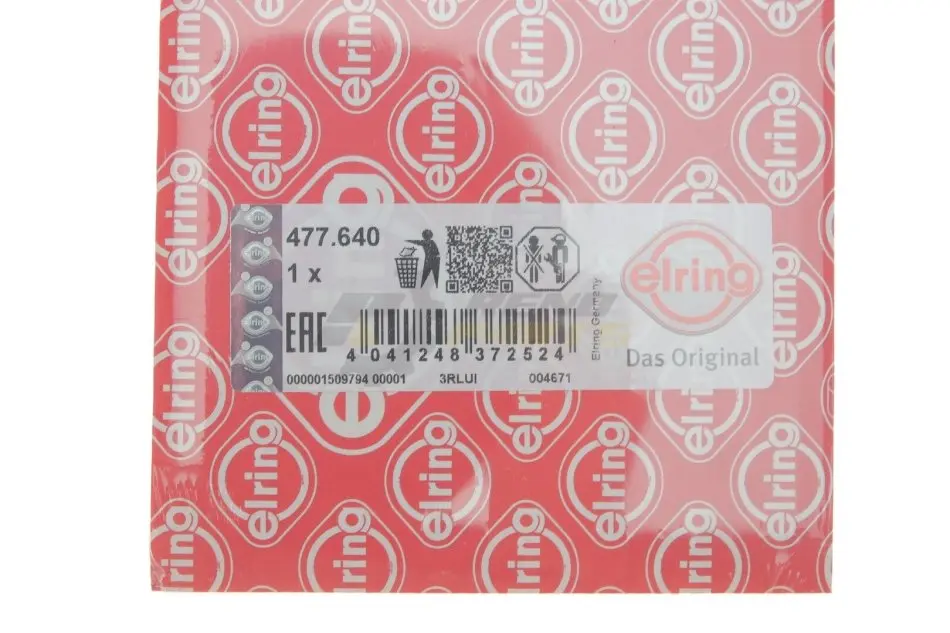 477.640
1 x
EAC
4 041248 372524
000001509794 00001 3RLUI 004671
Elring Germany
elring
Das Original